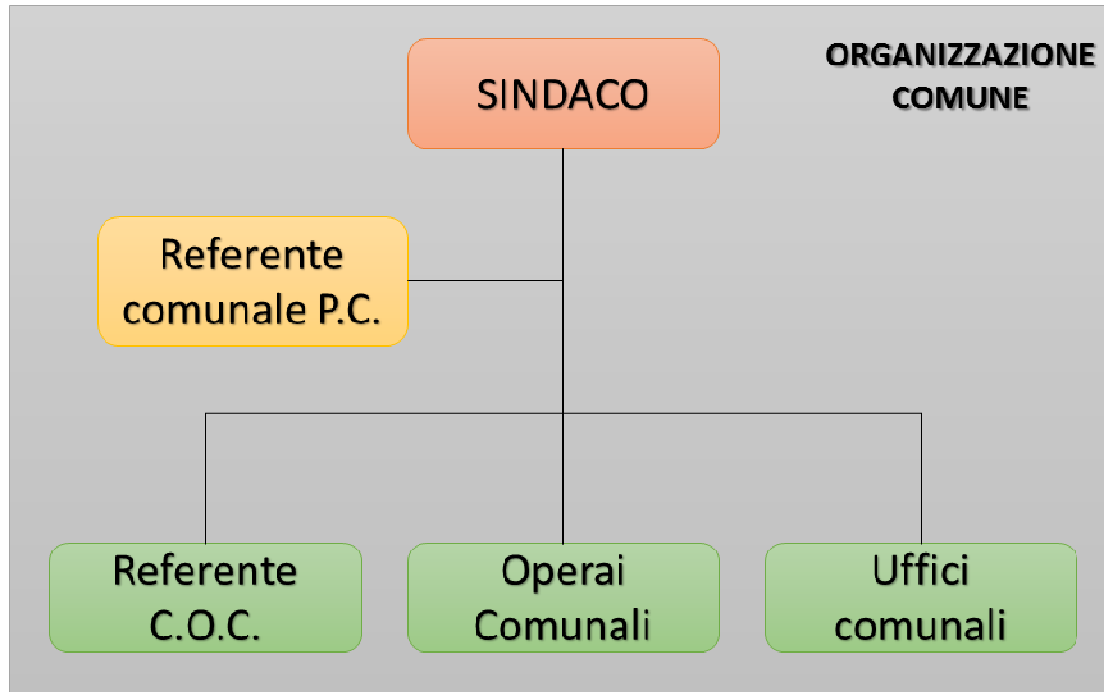 ORGANIZZAZIONE
COMUNE
SINDACO
Referente
comunale P.C.
Referente
C.O.C.
Operai
Comunali
Uffici
comunali